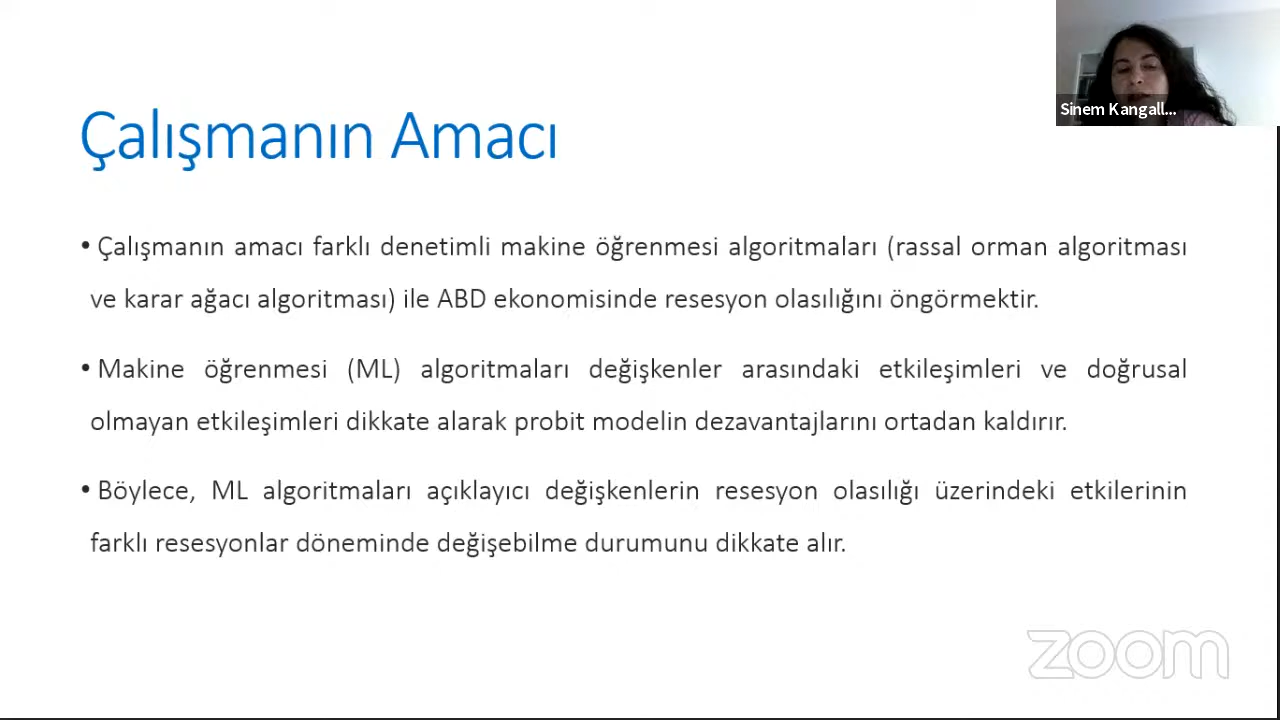 Sinem Kangall...
Çalışmanın Amacı
• Çalışmanın amacı farklı denetimli makine öğrenmesi algoritmaları (rassal orman algoritması
ve karar ağacı algoritması) ile ABD ekonomisinde resesyon olasılığını öngörmektir.
• Makine öğrenmesi (ML) algoritmaları değişkenler arasındaki etkileşimleri ve doğrusal
olmayan etkileşimleri dikkate alarak probit modelin dezavantajlarını ortadan kaldırır.
• Böylece, ML algoritmaları açıklayıcı değişkenlerin resesyon olasılığı üzerindeki etkilerinin
farklı resesyonlar döneminde değişebilme durumunu dikkate alır.
zoom